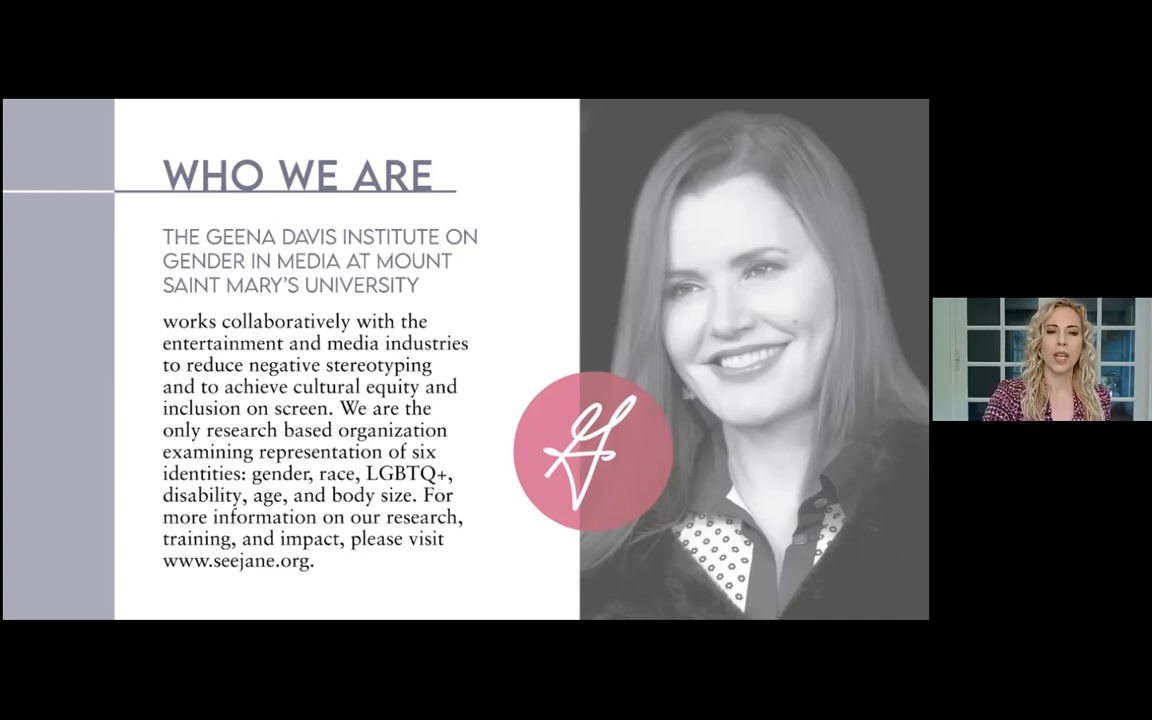 WHO WE ARE
THE GEENA DAVIS INSTITUTE ON
GENDER IN MEDIA AT MOUNT
SAINT MARY'S UNIVERSITY
works collaboratively with the
entertainment and media industries
to reduce negative stereotyping
and to achieve cultural equity and
inclusion on screen. We are the
only research based organization
examining representation of six
identities: gender, race, LGBTQ+,
disability, age, and body size. For
more information on our research,
training, and impact, please visit
www.seejane.org.